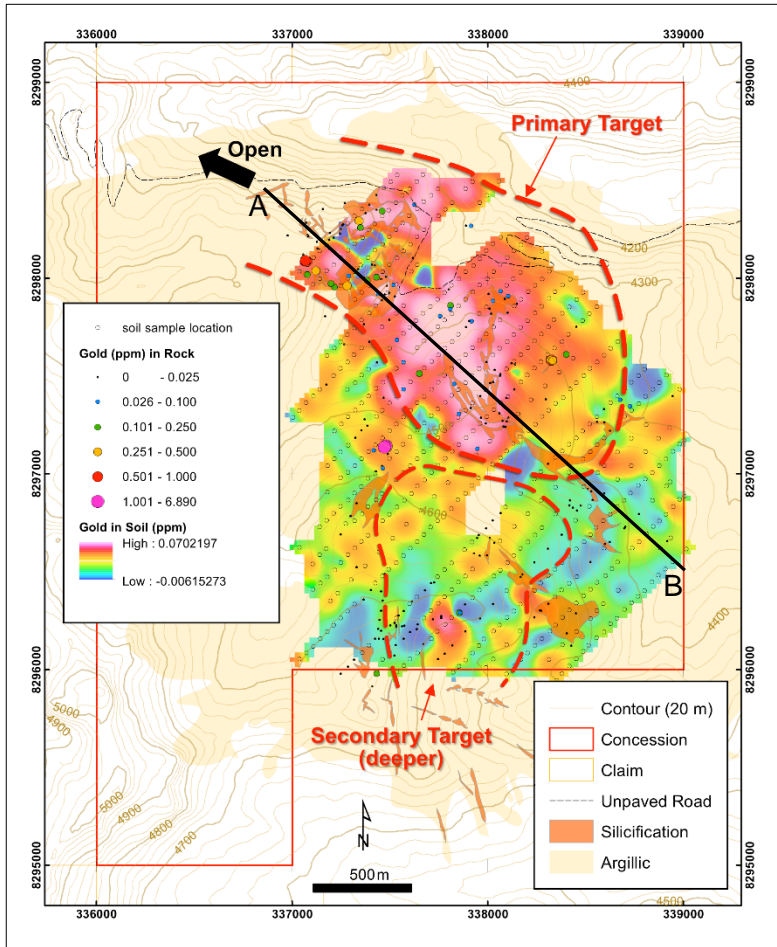 336000 337000 338000 339000
8299000
8299000
4400
Primary Target
Open
A
4200
4300
8298000
8298000
soil sample location
Gold (ppm) in Rock
0 - 0.025
0.026 - 0.100
0.101 - 0.250
0.251 - 0.500
0.501 - 1.000
1.001 - 6.890
Gold in Soil (ppm)
High : 0.0702197
Low : -0.00615273
8297000
8297000
4600
B
4400
8296000
8296000
Secondary Target
(deeper)
5000
4900
5000
4900
4800
4700
N
500m
Contour (20 m)
Concession
Claim
Unpaved Road
Silicification
Argillic
8295000
8295000
4500
336000 337000 338000 339000